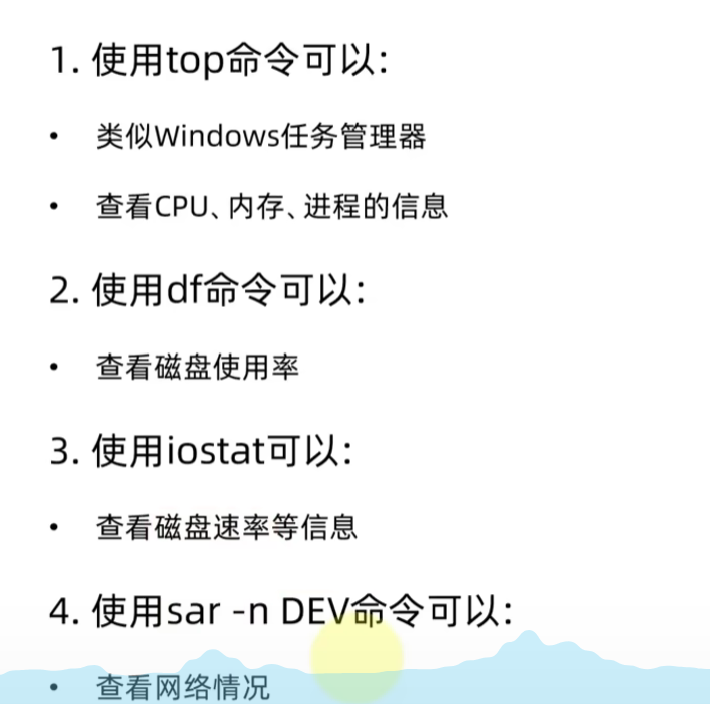 1. 使用top命令可以:
• 类似Windows任务管理器
• 查看CPU、内存、进程的信息
2. 使用df命令可以:
• 查看磁盘使用率
3. 使用iostat可以:
• 查看磁盘速率等信息
4. 使用sar -n DEV命令可以:
• 查看网络情况